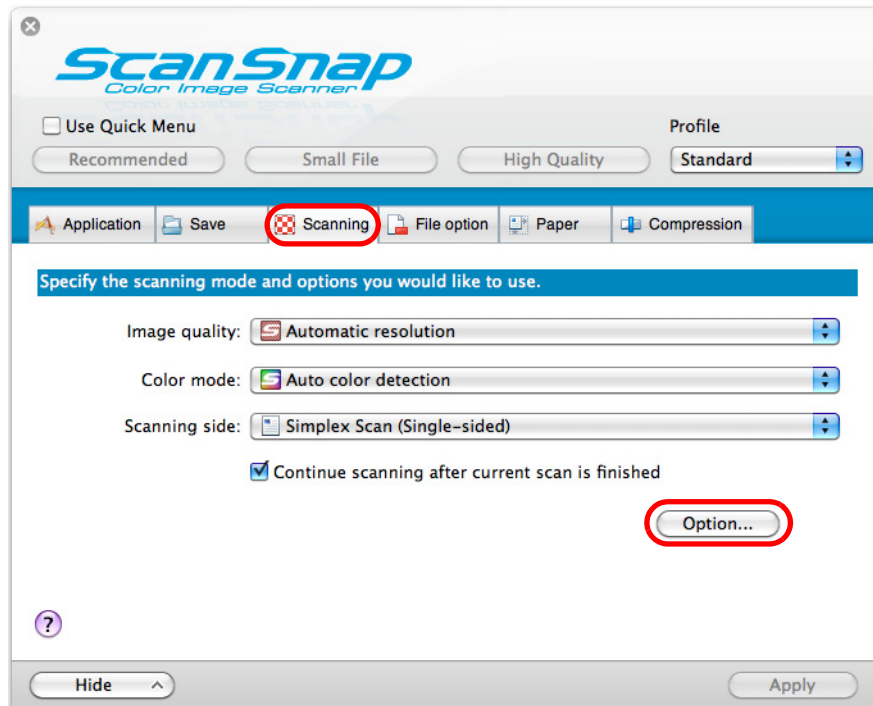 ScanSnap
Color Image Scanner
Use Quick Menu
Profile
Recommended Small File High Quality Standard
Application Save Scanning File option Paper Compression
Specify the scanning mode and options you would like to use.
Image quality: Automatic resolution
Color mode: Auto color detection
Scanning side: Simplex Scan (Single-sided)
Continue scanning after current scan is finished
Option...
?
Hide Apply